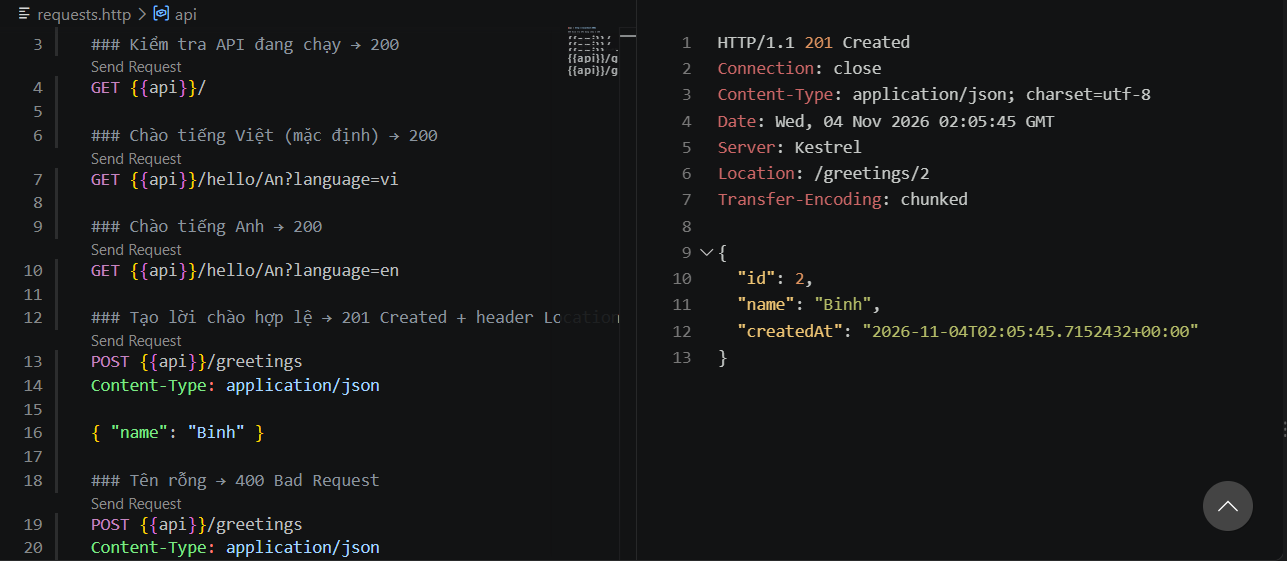 requests.http > api
3 ### Kiểm tra API đang chạy → 200
Send Request
4 GET {{api}}/
5
6 ### Chào tiếng Việt (mặc định) → 200
Send Request
7 GET {{api}}/hello/An?language=vi
8
9 ### Chào tiếng Anh → 200
Send Request
10 GET {{api}}/hello/An?language=en
11
12 ### Tạo lời chào hợp lệ → 201 Created + header Location
Send Request
13 POST {{api}}/greetings
14 Content-Type: application/json
15
16 { "name": "Binh" }
17
18 ### Tên rỗng → 400 Bad Request
Send Request
19 POST {{api}}/greetings
20 Content-Type: application/json
1 HTTP/1.1 201 Created
2 Connection: close
3 Content-Type: application/json; charset=utf-8
4 Date: Wed, 04 Nov 2026 02:05:45 GMT
5 Server: Kestrel
6 Location: /greetings/2
7 Transfer-Encoding: chunked
8
9 {
10 "id": 2,
11 "name": "Binh",
12 "createdAt": "2026-11-04T02:05:45.7152432+00:00"
13 }